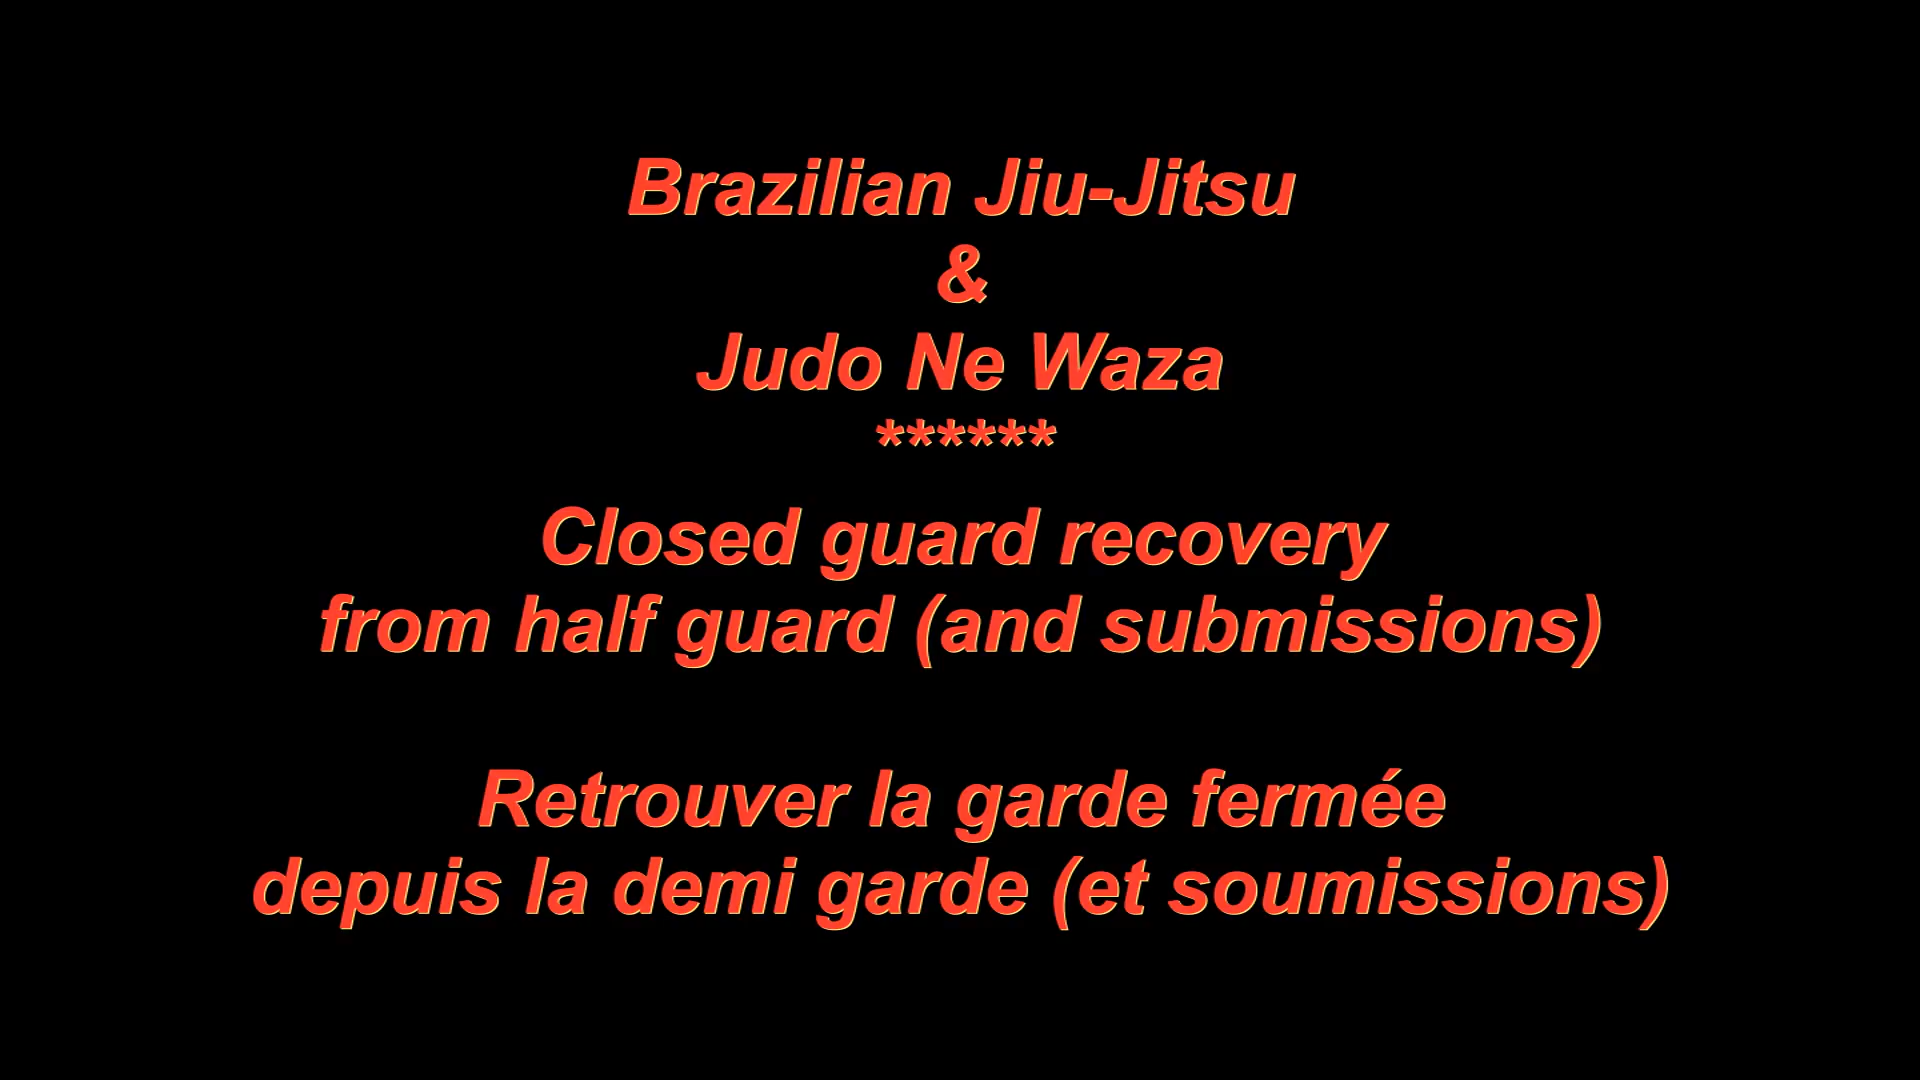 Brazilian Jiu-Jitsu
&
Judo Ne Waza
******
Closed guard recovery
from half guard (and submissions)
Retrouver la garde fermée
depuis la demi garde (et soumissions)